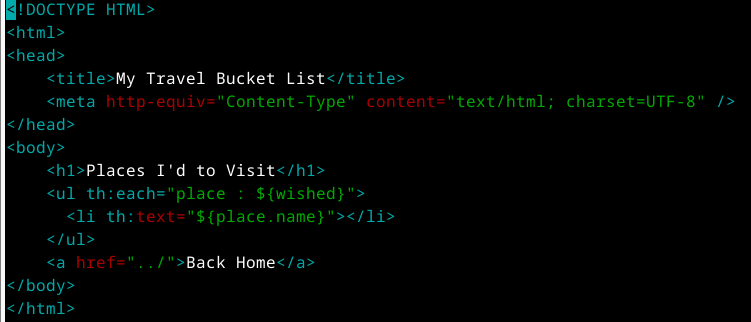 <!DOCTYPE HTML>
<html>
<head>
    <title>My Travel Bucket List</title>
    <meta http-equiv="Content-Type" content="text/html; charset=UTF-8" />
</head>
<body>
    <h1>Places I'd to Visit</h1>
    <ul th:each="place : ${wished}">
      <li th:text="${place.name}"></li>
    </ul>
    <a href="../">Back Home</a>
</body>
</html>